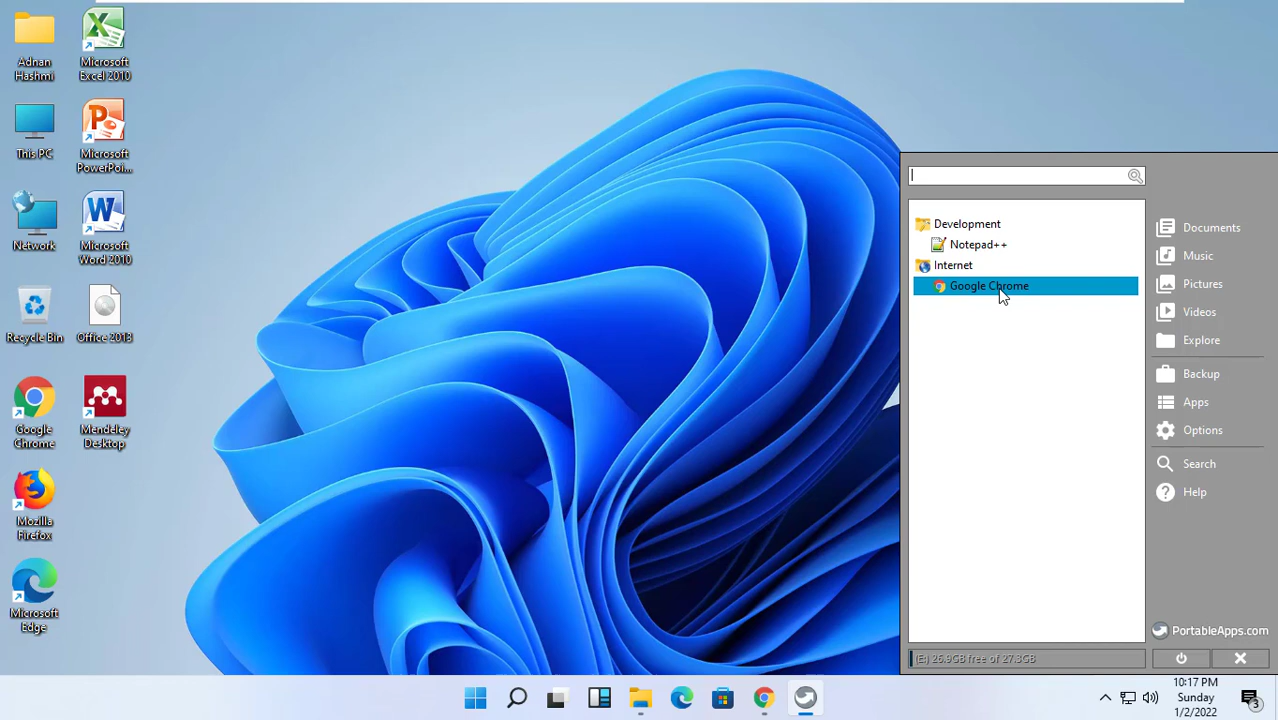 Adnan
Hashmi
Microsoft
Excel 2010
This PC
Microsoft
PowerPoi...
Network
Microsoft
Word 2010
Recycle Bin
Office 2013
Google
Chrome
Mendeley
Desktop
Mozilla
Firefox
Microsoft
Edge
Development
Notepad++
Internet
Google Chrome
Documents
Music
Pictures
Videos
Explore
Backup
Apps
Options
Search
Help
PortableApps.com
(E:) 26.9GB free of 27.3GB
10:17 PM
Sunday
1/2/2022
3